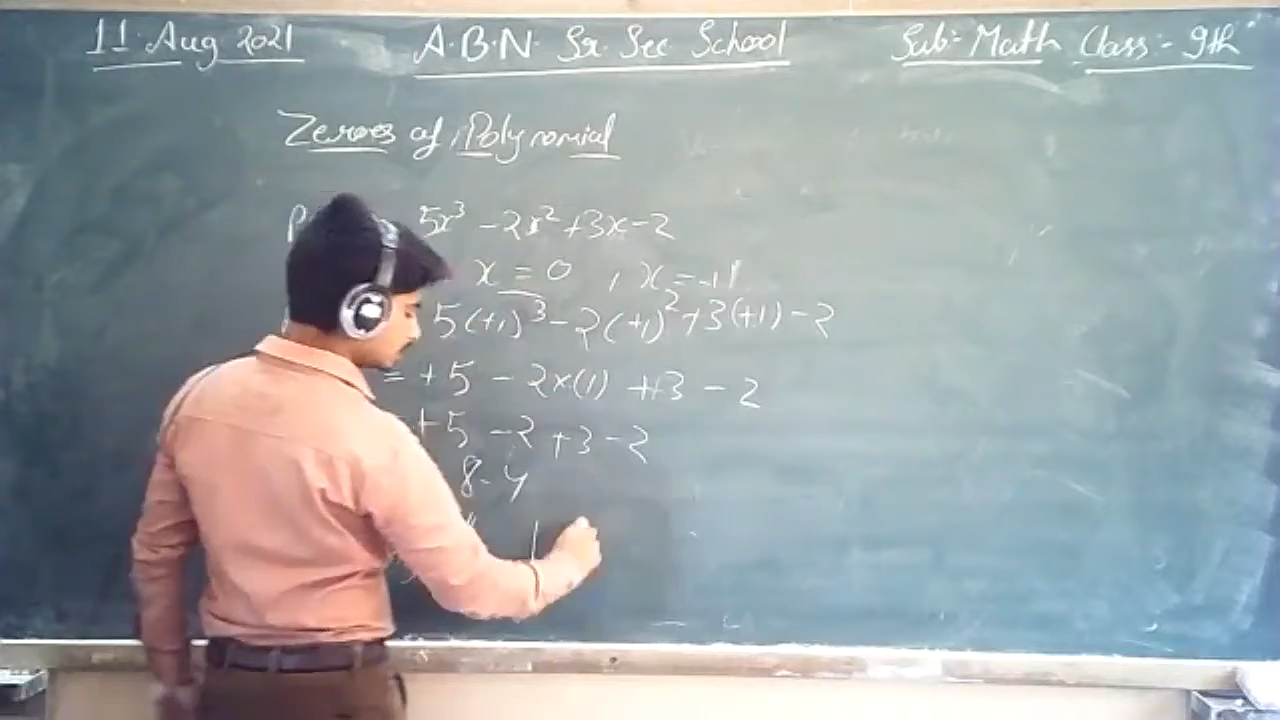 11 Aug 2021 A.B.N. Sr. Sec School Sub:- Math Class:- 9th
Zeroes of Polynomial
P 5x³ -2x² +3x-2
x = 0 , x =
5(+1)³ - 2(+1)² +3(+1) - 2
= +5 - 2×(1) +3 - 2
= +5 -2 +3 -2
8-4